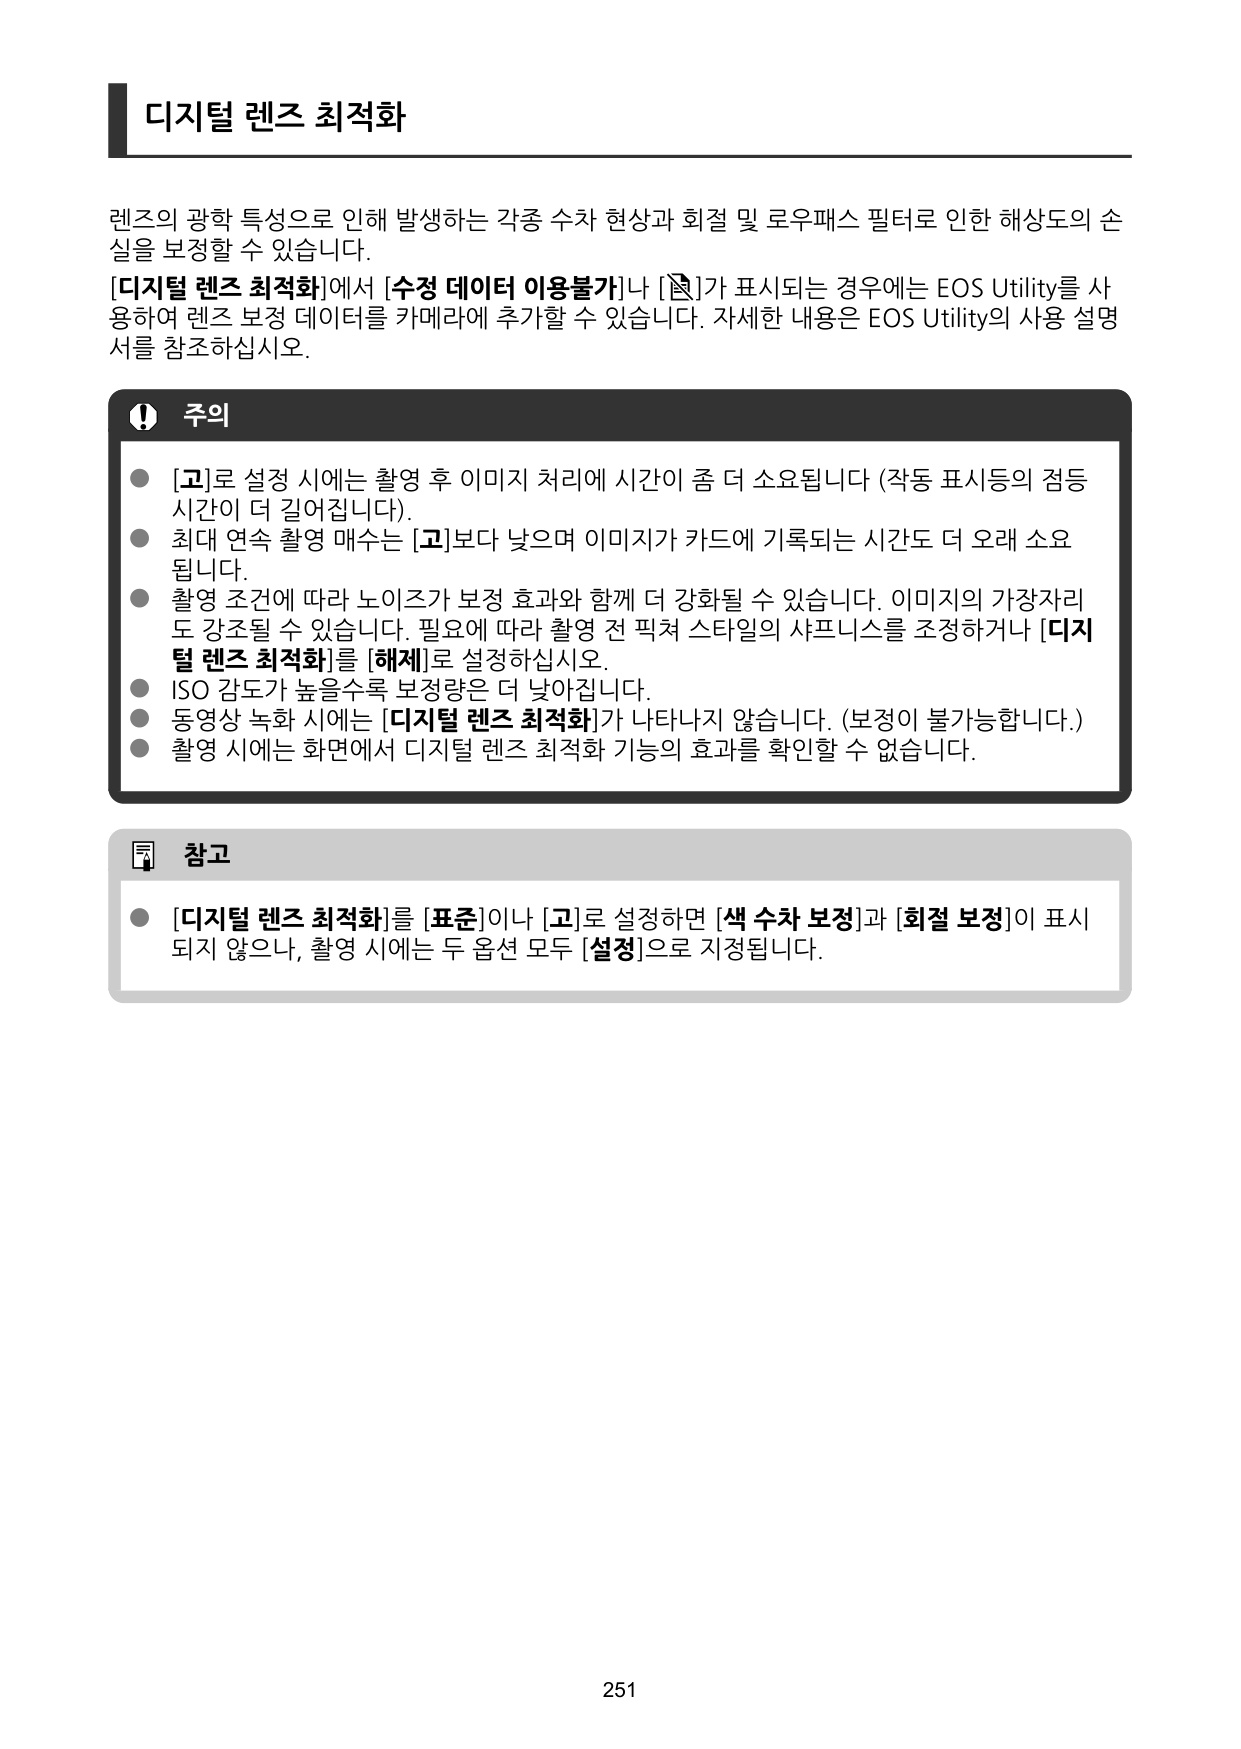 디지털 렌즈 최적화
렌즈의 광학 특성으로 인해 발생하는 각종 수차 현상과 회절 및 로우패스 필터로 인한 해상도의 손
실을 보정할 수 있습니다.
[디지털 렌즈 최적화]에서 [수정 데이터 이용불가]나 []가 표시되는 경우에는 EOS Utility를 사
용하여 렌즈 보정 데이터를 카메라에 추가할 수 있습니다. 자세한 내용은 EOS Utility의 사용 설명
서를 참조하십시오.
주의
● [고]로 설정 시에는 촬영 후 이미지 처리에 시간이 좀 더 소요됩니다 (작동 표시등의 점등
시간이 더 길어집니다).
● 최대 연속 촬영 매수는 [고]보다 낮으며 이미지가 카드에 기록되는 시간도 더 오래 소요
됩니다.
● 촬영 조건에 따라 노이즈가 보정 효과와 함께 더 강화될 수 있습니다. 이미지의 가장자리
도 강조될 수 있습니다. 필요에 따라 촬영 전 픽쳐 스타일의 샤프니스를 조정하거나 [디지
털 렌즈 최적화]를 [해제]로 설정하십시오.
● ISO 감도가 높을수록 보정량은 더 낮아집니다.
● 동영상 녹화 시에는 [디지털 렌즈 최적화]가 나타나지 않습니다. (보정이 불가능합니다.)
● 촬영 시에는 화면에서 디지털 렌즈 최적화 기능의 효과를 확인할 수 없습니다.
참고
● [디지털 렌즈 최적화]를 [표준]이나 [고]로 설정하면 [색 수차 보정]과 [회절 보정]이 표시
되지 않으나, 촬영 시에는 두 옵션 모두 [설정]으로 지정됩니다.
251